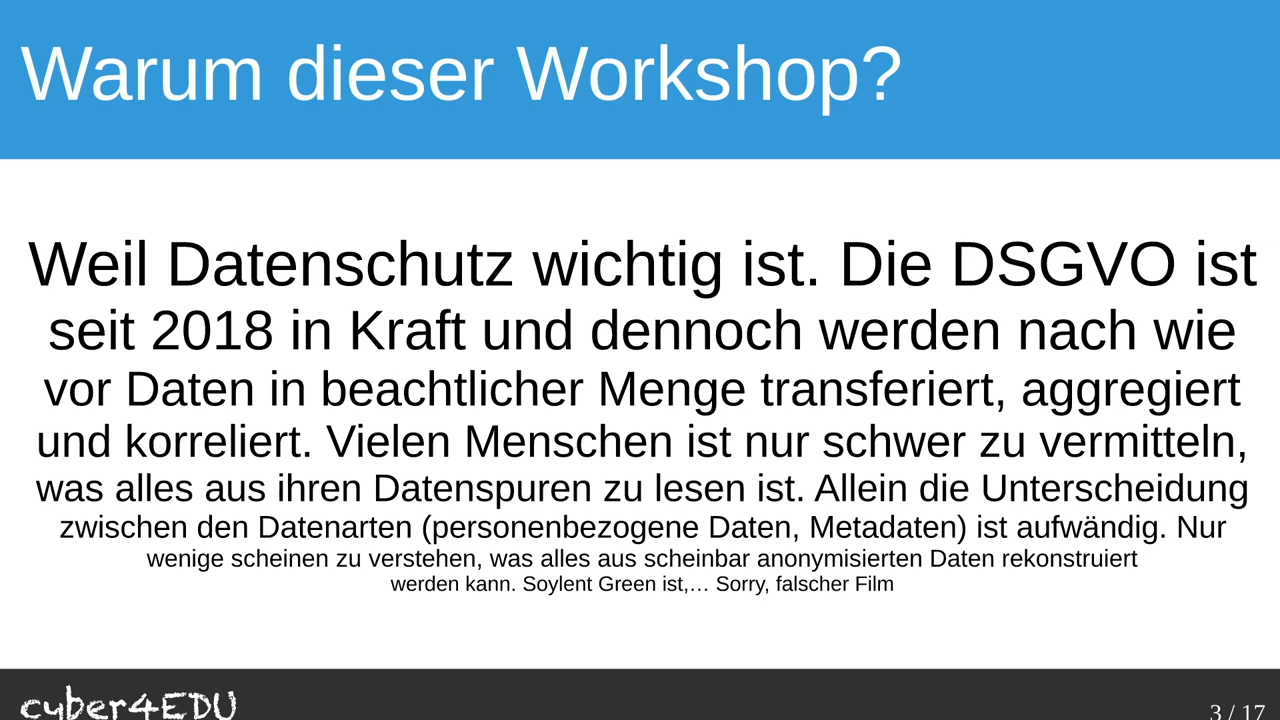 Warum dieser Workshop?
Weil Datenschutz wichtig ist. Die DSGVO ist
seit 2018 in Kraft und dennoch werden nach wie
vor Daten in beachtlicher Menge transferiert, aggregiert
und korreliert. Vielen Menschen ist nur schwer zu vermitteln,
was alles aus ihren Datenspuren zu lesen ist. Allein die Unterscheidung
zwischen den Datenarten (personenbezogene Daten, Metadaten) ist aufwändig. Nur
wenige scheinen zu verstehen, was alles aus scheinbar anonymisierten Daten rekonstruiert
werden kann. Soylent Green ist,… Sorry, falscher Film
cyber4EDU
3 / 17